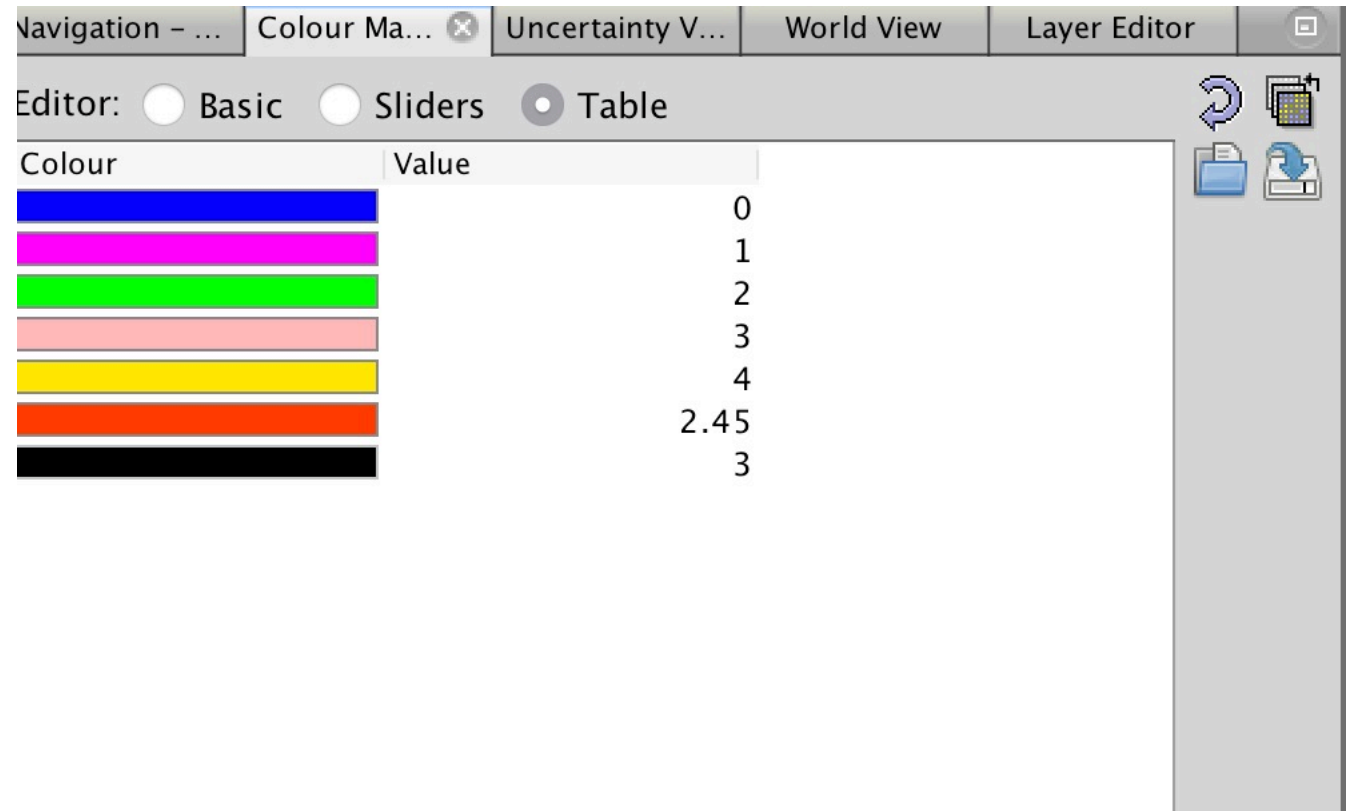 Navigation – ... Colour Ma... Uncertainty V... World View Layer Editor
Editor: Basic Sliders Table
Colour Value
0
1
2
3
4
2.45
3